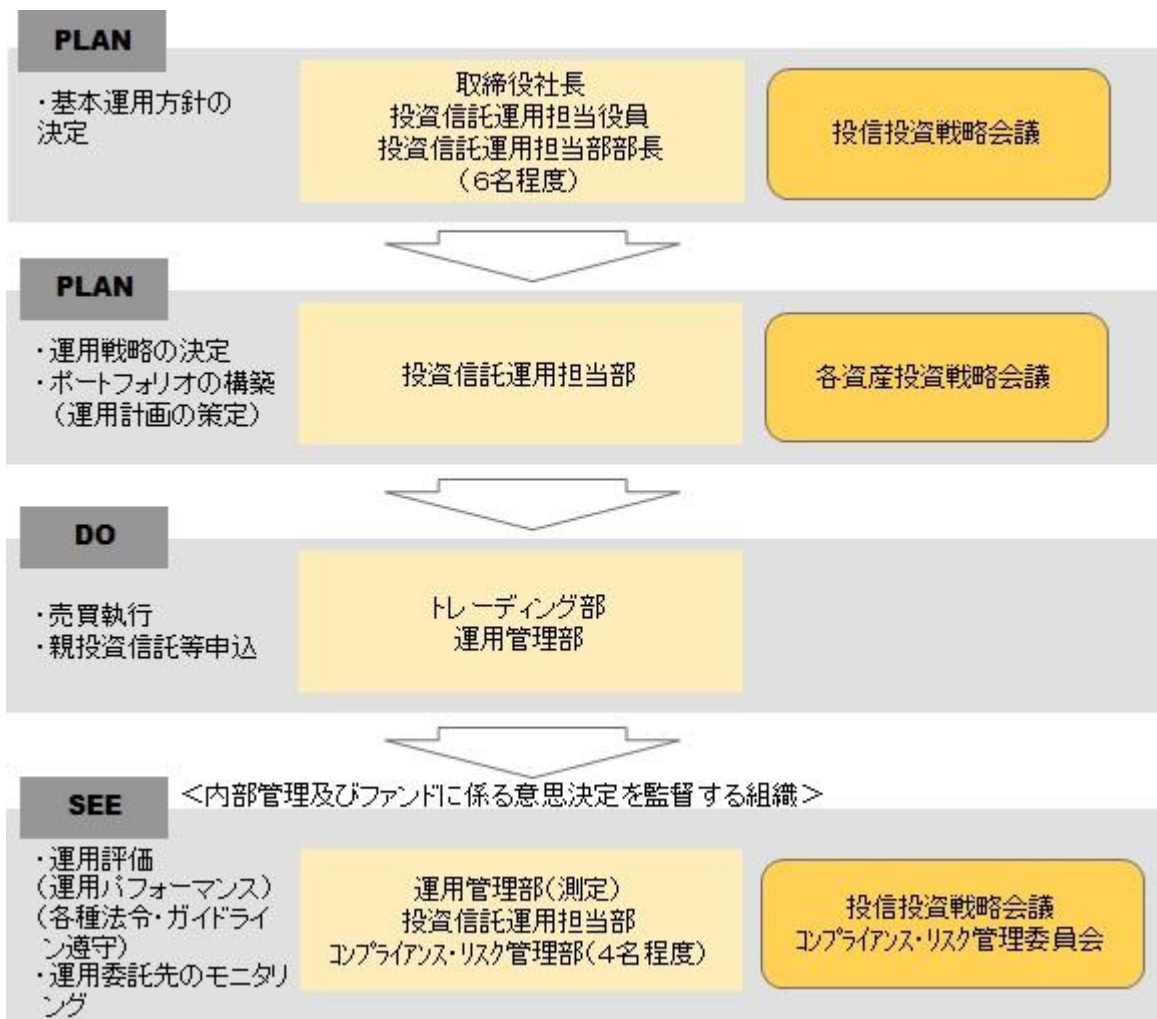 PLAN
・基本運用方針の
決定
取締役社長
投資信託運用担当役員
投資信託運用担当部部長
（6名程度）
投信投資戦略会議
PLAN
・運用戦略の決定
・ポートフォリオの構築
（運用計画の策定）
投資信託運用担当部
各資産投資戦略会議
DO
・売買執行
・親投資信託等申込
トレーディング部
運用管理部
SEE
＜内部管理及びファンドに係る意思決定を監督する組織＞
・運用評価
（運用パフォーマンス）
（各種法令・ガイドライ
ン遵守）
・運用委託先のモニタリ
ング
運用管理部（測定）
投資信託運用担当部
コンプライアンス・リスク管理部（4名程度）
投信投資戦略会議
コンプライアンス・リスク管理委員会